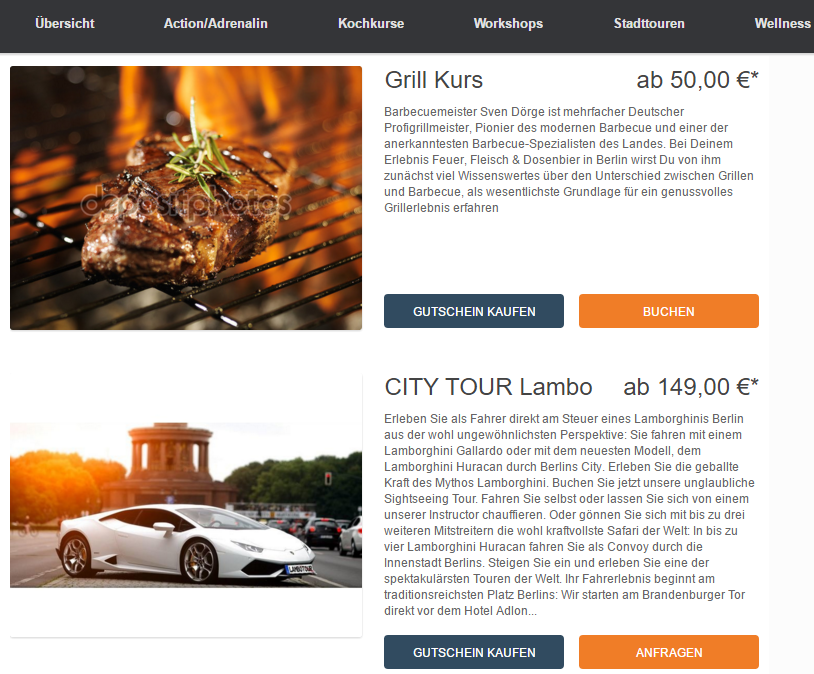 Übersicht Action/Adrenalin Kochkurse Workshops Stadttouren Wellness
depositphotos
Grill Kurs ab 50,00 €*
Barbecuemeister Sven Dörge ist mehrfacher Deutscher
Profigrillmeister, Pionier des modernen Barbecue und einer der
anerkanntesten Barbecue-Spezialisten des Landes. Bei Deinem
Erlebnis Feuer, Fleisch & Dosenbier in Berlin wirst Du von ihm
zunächst viel Wissenswertes über den Unterschied zwischen Grillen
und Barbecue, als wesentlichste Grundlage für ein genussvolles
Grillerlebnis erfahren
GUTSCHEIN KAUFEN BUCHEN
LAMBOTOUR
CITY TOUR Lambo ab 149,00 €*
Erleben Sie als Fahrer direkt am Steuer eines Lamborghinis Berlin
aus der wohl ungewöhnlichsten Perspektive: Sie fahren mit einem
Lamborghini Gallardo oder mit dem neuesten Modell, dem
Lamborghini Huracan durch Berlins City. Erleben Sie die geballte
Kraft des Mythos Lamborghini. Buchen Sie jetzt unsere unglaubliche
Sightseeing Tour. Fahren Sie selbst oder lassen Sie sich von einem
unserer Instructor chauffieren. Oder gönnen Sie sich mit bis zu drei
weiteren Mitstreitern die wohl kraftvollste Safari der Welt: In bis zu
vier Lamborghini Huracan fahren Sie als Convoy durch die
Innenstadt Berlins. Steigen Sie ein und erleben Sie eine der
spektakulärsten Touren der Welt. Ihr Fahrerlebnis beginnt am
traditionsreichsten Platz Berlins: Wir starten am Brandenburger Tor
direkt vor dem Hotel Adlon...
GUTSCHEIN KAUFEN ANFRAGEN